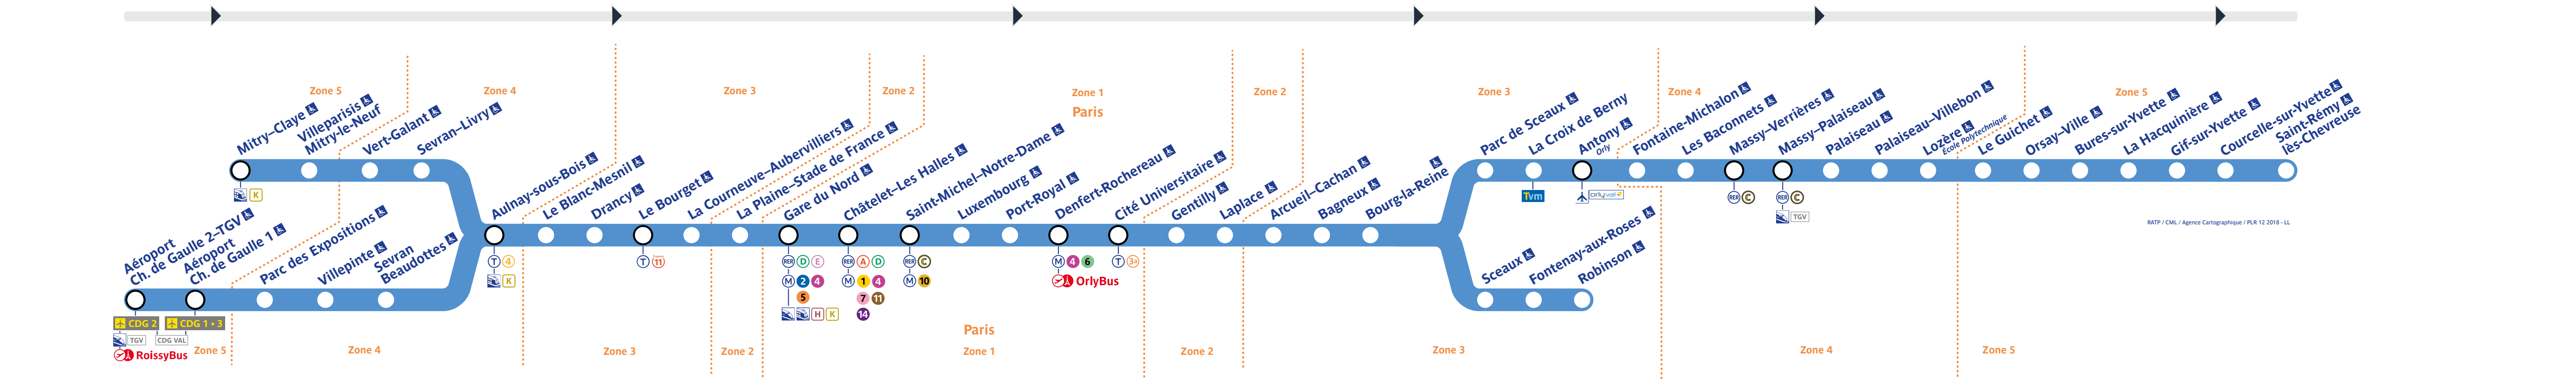 Zone 5
Zone 4
Zone 3
Zone 2
Zone 1
Paris
Zone 2
Zone 3
Zone 4
Zone 5
Mitry–Claye
Villeparisis
Mitry-le-Neuf
Vert-Galant
Sevran–Livry
K
Aéroport
Ch. de Gaulle 2–TGV
Aéroport
Ch. de Gaulle 1
Parc des Expositions
Villepinte
Sevran
Beaudottes
CDG 2
CDG 1 • 3
TGV
CDG VAL
RoissyBus
Aulnay-sous-Bois
T 4
K
Le Blanc-Mesnil
Drancy
Le Bourget
T 11
La Courneuve–Aubervilliers
La Plaine–Stade de France
Gare du Nord
RER D E
M 2 4
5
H K
Châtelet–Les Halles
RER A D
M 1 4
7 11
14
Saint-Michel–Notre-Dame
RER C
M 10
Luxembourg
Port-Royal
Denfert-Rochereau
M 4 6
OrlyBus
Cité Universitaire
T 3a
Gentilly
Laplace
Arcueil–Cachan
Bagneux
Bourg-la-Reine
Parc de Sceaux
La Croix de Berny
Tvm
Antony
Orly
orlyval
Fontaine-Michalon
Les Baconnets
Massy–Verrières
RER C
Massy–Palaiseau
RER C
TGV
Palaiseau
Palaiseau–Villebon
Lozère
École Polytechnique
Le Guichet
Orsay–Ville
Bures-sur-Yvette
La Hacquinière
Gif-sur-Yvette
Courcelle-sur-Yvette
Saint-Rémy
lès-Chevreuse
Sceaux
Fontenay-aux-Roses
Robinson
RATP / CML / Agence Cartographique / PLR 12 2018 - LL
Zone 5
Zone 4
Zone 3
Zone 2
Paris
Zone 1
Zone 2
Zone 3
Zone 4
Zone 5